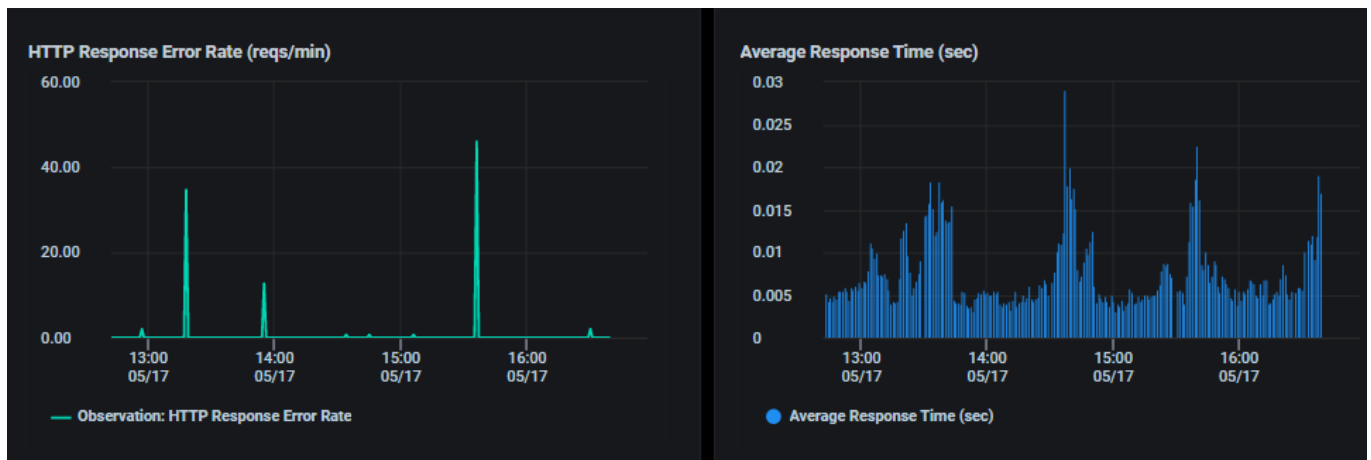 HTTP Response Error Rate (reqs/min)
60.00
40.00
20.00
0.00
13:00 14:00 15:00 16:00
05/17 05/17 05/17 05/17
Observation: HTTP Response Error Rate
Average Response Time (sec)
0.03
0.025
0.02
0.015
0.01
0.005
0
13:00 14:00 15:00 16:00
05/17 05/17 05/17 05/17
Average Response Time (sec)